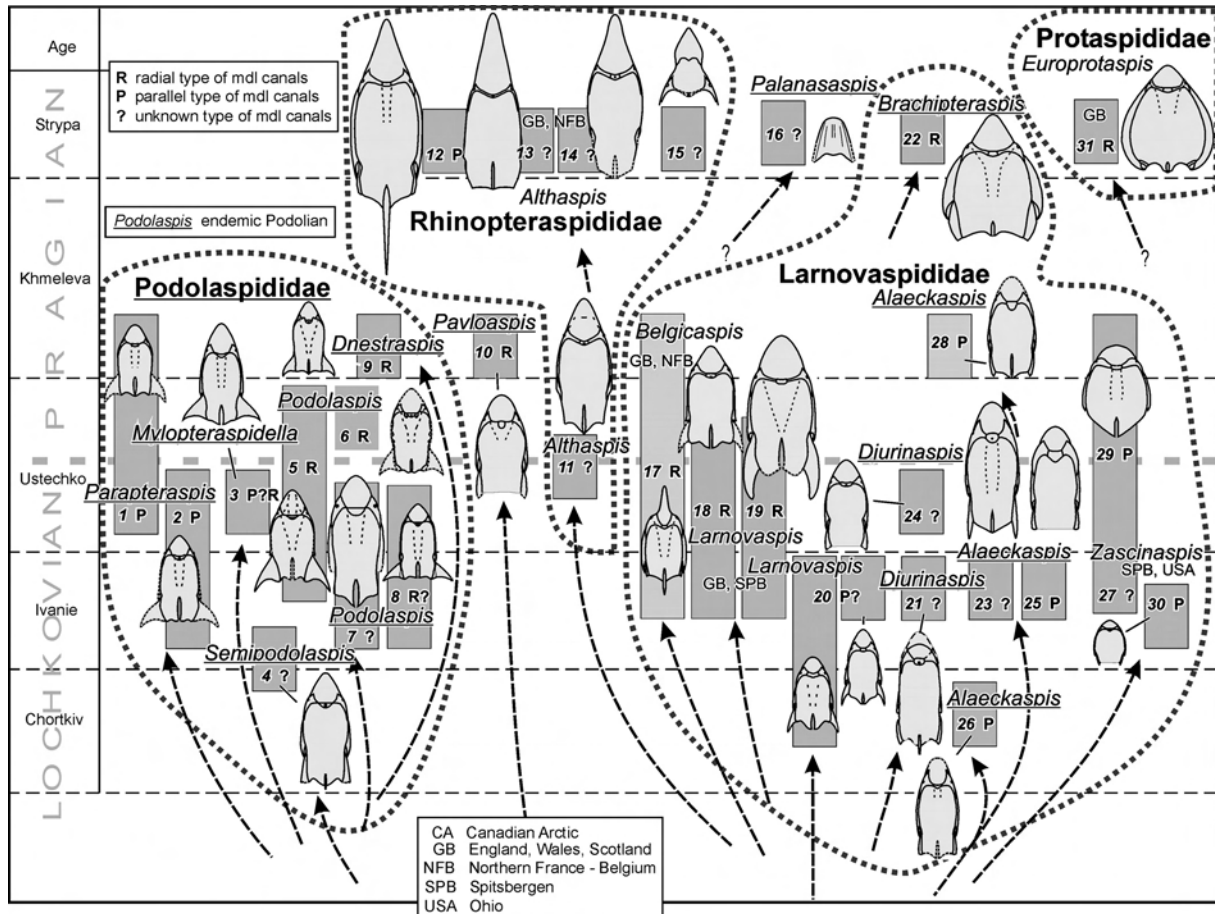 Age
Strypa
Khmeleva
Ustechko
Ivanie
Chortkiv
PRAGIAN
LOCHKOVIAN
R radial type of mdl canals
P parallel type of mdl canals
? unknown type of mdl canals
Podolaspis endemic Podolian
12 P
GB, NFB
13 ?
14 ?
15 ?
Althaspis
Rhinopteraspididae
Palanasaspis
16 ?
?
Brachipteraspis
22 R
Protaspididae
Europrotaspis
GB
31 R
?
Podolaspididae
Dnestraspis
9 R
Mylopteraspidella
Podolaspis
6 R
5 R
Parapteraspis
1 P
2 P
3 P?R
Podolaspis
7 ?
8 R?
Semipodolaspis
4 ?
Pavloaspis
10 R
Althaspis
11 ?
Larnovaspididae
Belgicaspis
GB, NFB
17 R
18 R
19 R
Larnovaspis
GB, SPB
Alaeckaspis
28 P
29 P
Diurinaspis
24 ?
Larnovaspis
20 P?
Diurinaspis
21 ?
Alaeckaspis
23 ?
25 P
Zascinaspis
SPB, USA
27 ?
30 P
Alaeckaspis
26 P
CA Canadian Arctic
GB England, Wales, Scotland
NFB Northern France - Belgium
SPB Spitsbergen
USA Ohio